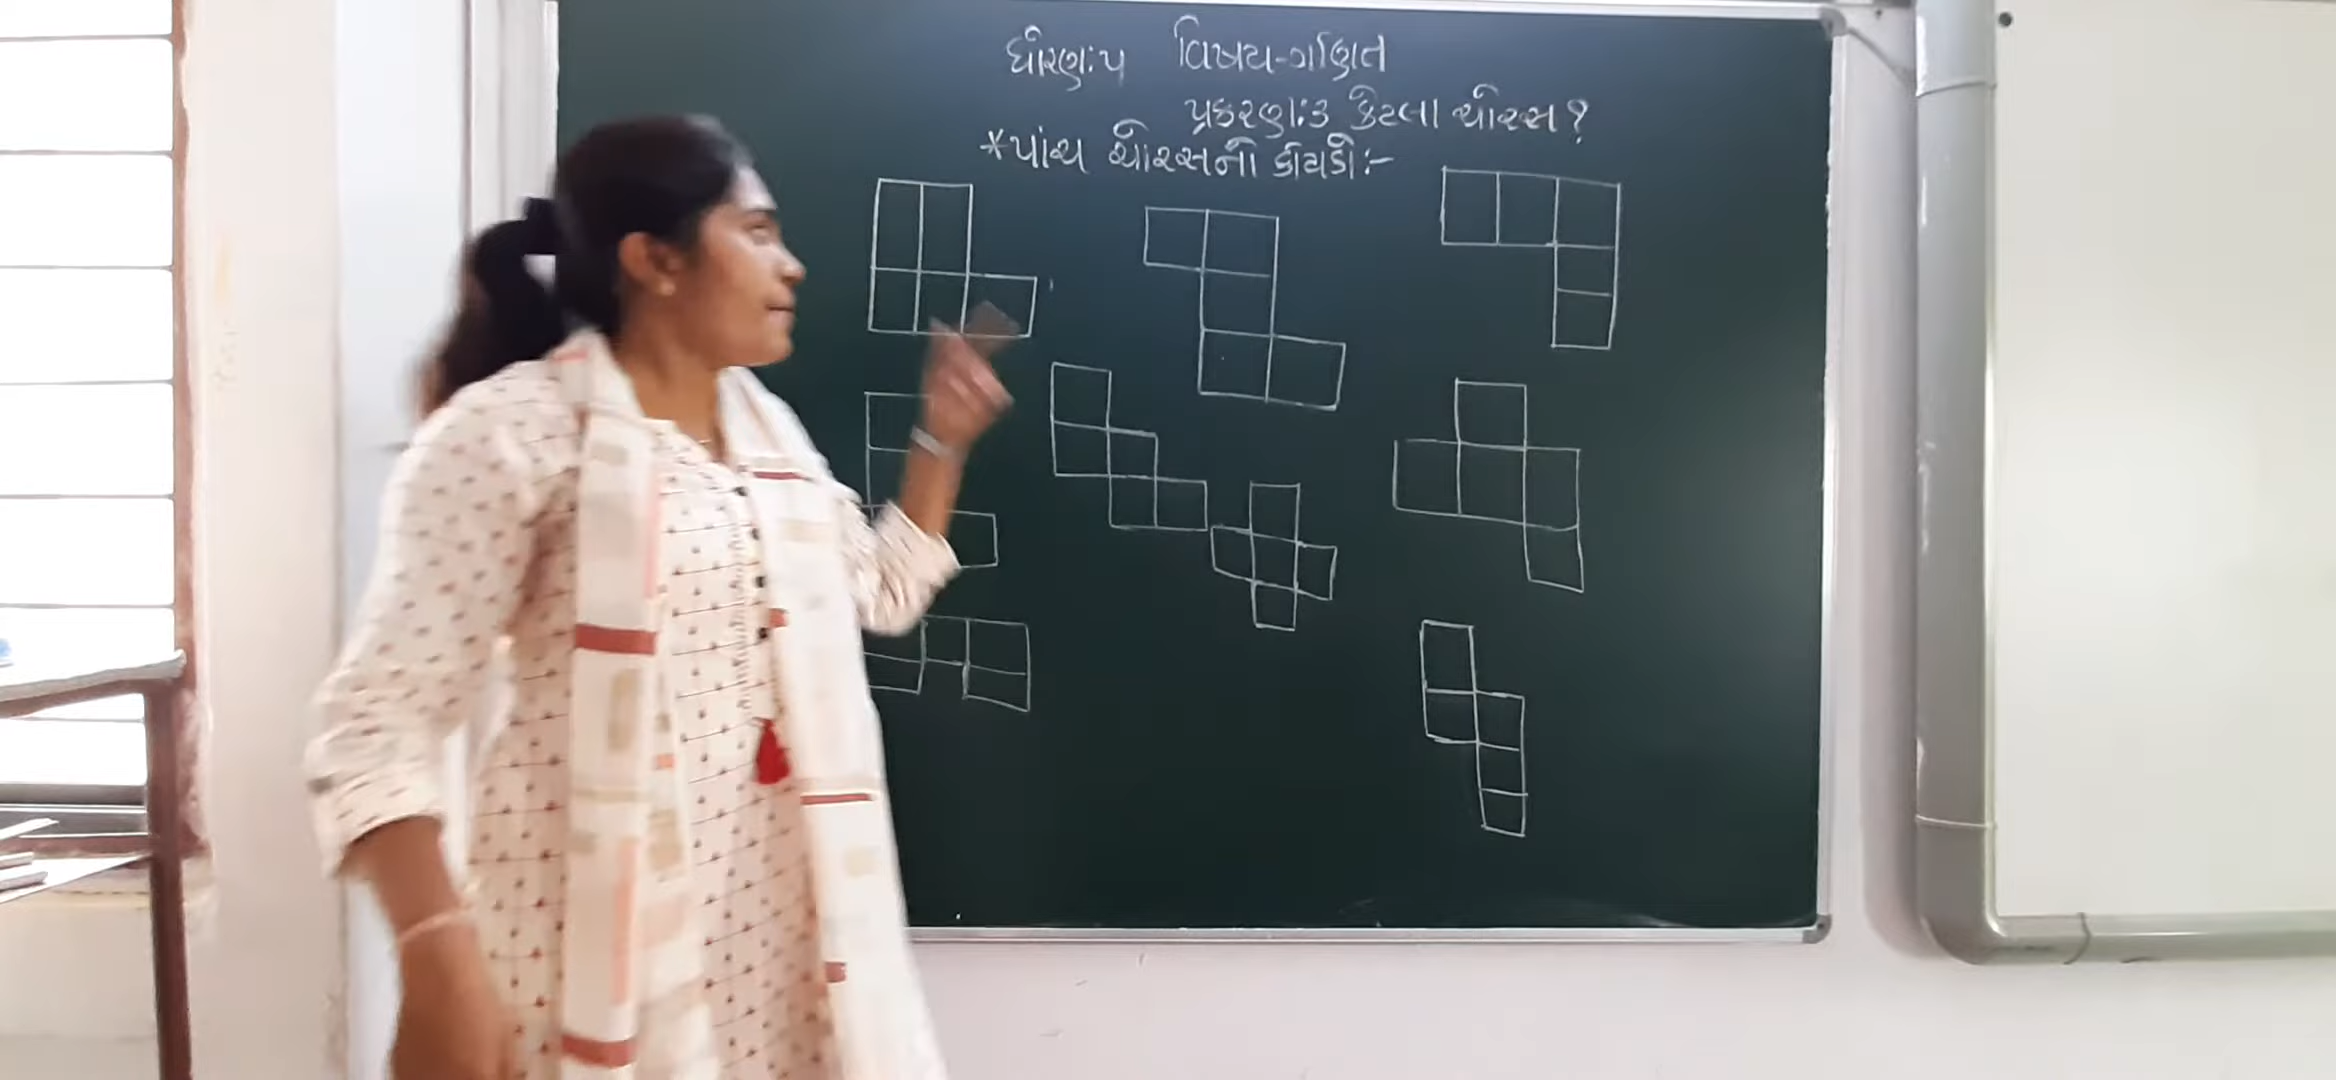 ધોરણ:૫ વિષય-ગણિત
પ્રકરણ:૩ કેટલા ચોરસ?
*પાંચ ચોરસનો કોયડો:-